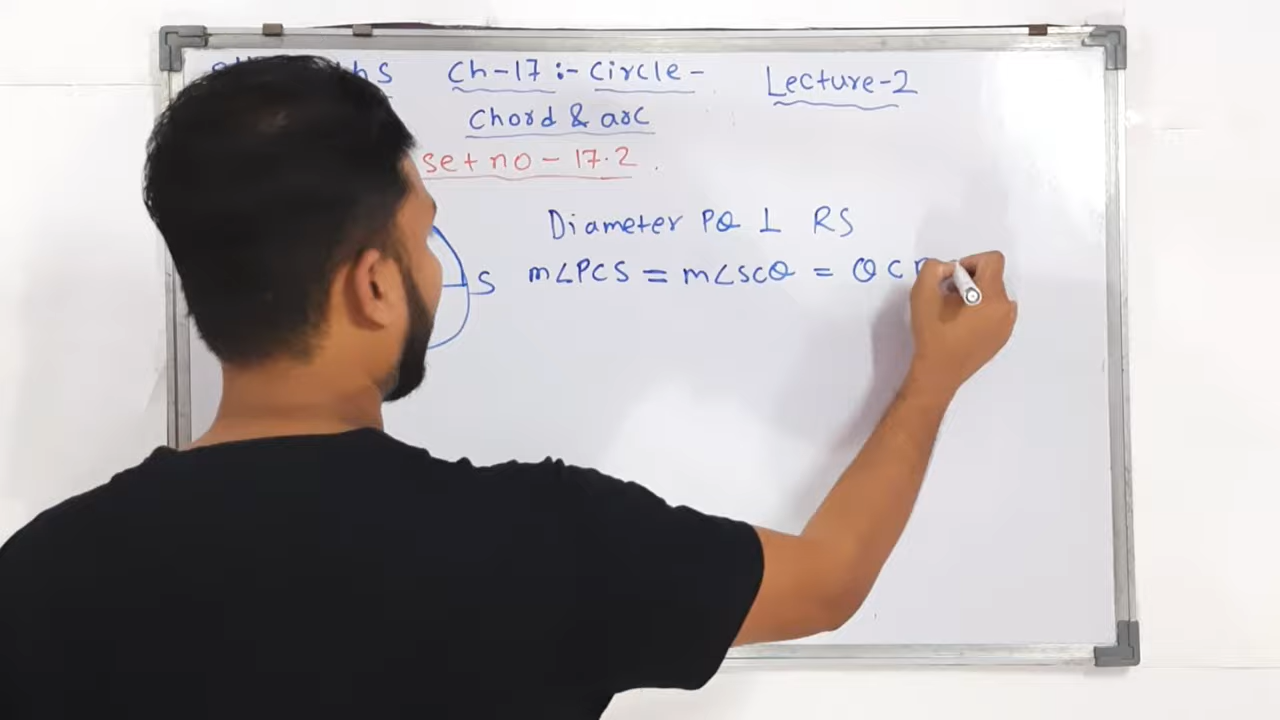 Ch-17 :- Circle - Lecture-2
Chord & arc
set no - 17.2 .
Diameter PQ ⊥ RS
S m∠PCS = m∠SCQ = QC